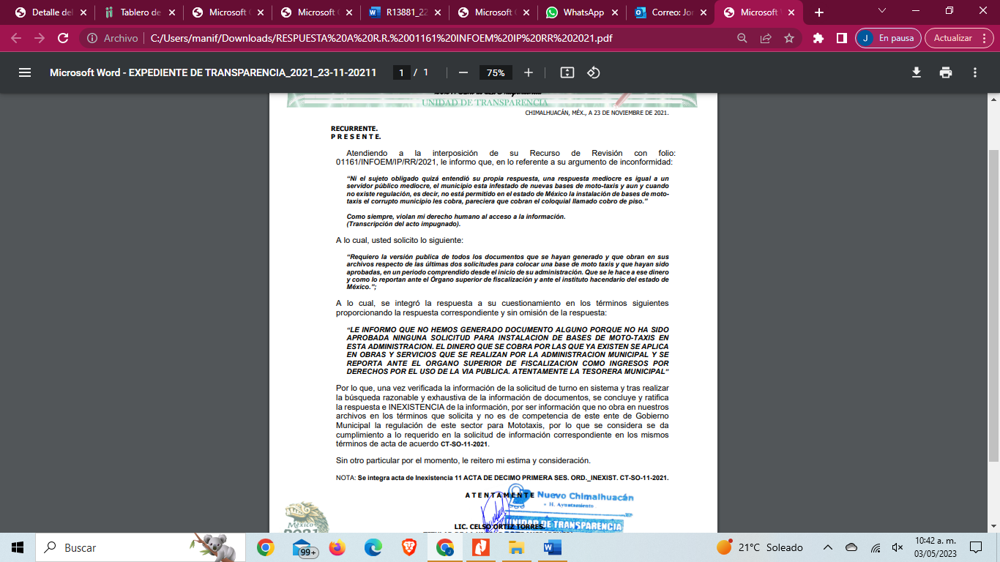 Detalle del
Tablero de
Microsoft
Microsoft
R13881_22
Microsoft
WhatsApp
Correo: Jor
Microsoft
Archivo
C:/Users/manif/Downloads/RESPUESTA%20A%20R.R.%2001161%20INFOEM%20IP%20RR%202021.pdf
J En pausa
Actualizar
Microsoft Word - EXPEDIENTE DE TRANSPARENCIA_2021_23-11-20211
1 / 1
75%
UNIDAD DE TRANSPARENCIA
CHIMALHUACÁN, MÉX., A 23 DE NOVIEMBRE DE 2021.
RECURRENTE.
P R E S E N T E.
Atendiendo a la interposición de su Recurso de Revisión con folio:
01161/INFOEM/IP/RR/2021, le informo que, en lo referente a su argumento de inconformidad:
“Ni el sujeto obligado quizá entendió su propia respuesta, una respuesta mediocre es igual a un
servidor público mediocre, el municipio esta infestado de nuevas bases de moto-taxis y aun y cuando
no existe regulación, es decir, no está permitido en el estado de México la instalación de bases de moto-
taxis el corrupto municipio les cobra, pareciera que cobran el coloquial llamado cobro de piso.”
Como siempre, violan mi derecho humano al acceso a la información.
(Transcripción del acto impugnado).
A lo cual, usted solicito lo siguiente:
“Requiero la versión publica de todos los documentos que se hayan generado y que obran en sus
archivos respecto de las últimas dos solicitudes para colocar una base de moto taxis y que hayan sido
aprobadas, en un periodo comprendido desde el inicio de su administración. Que se le hace a ese dinero
y como lo reportan ante el Órgano superior de fiscalización y ante el instituto hacendario del estado de
México.”;
A lo cual, se integró la respuesta a su cuestionamiento en los términos siguientes
proporcionando la respuesta correspondiente y sin omisión de la respuesta:
“LE INFORMO QUE NO HEMOS GENERADO DOCUMENTO ALGUNO PORQUE NO HA SIDO
APROBADA NINGUNA SOLICITUD PARA INSTALACION DE BASES DE MOTO-TAXIS EN
ESTA ADMINISTRACION. EL DINERO QUE SE COBRA POR LAS QUE YA EXISTEN SE APLICA
EN OBRAS Y SERVICIOS QUE SE REALIZAN POR LA ADMINISTRACION MUNICIPAL Y SE
REPORTA ANTE EL ORGANO SUPERIOR DE FISCALIZACION COMO INGRESOS POR
DERECHOS POR EL USO DE LA VIA PUBLICA. ATENTAMENTE LA TESORERA MUNICIPAL”
Por lo que, una vez verificada la información de la solicitud de turno en sistema y tras realizar
la búsqueda razonable y exhaustiva de la información de documentos, se concluye y ratifica
la respuesta e INEXISTENCIA de la información, por ser información que no obra en nuestros
archivos en los términos que solicita y no es de competencia de este ente de Gobierno
Municipal la regulación de este sector para Mototaxis, por lo que se considera se da
cumplimiento a lo requerido en la solicitud de información correspondiente en los mismos
términos de acta de acuerdo CT-SO-11-2021.
Sin otro particular por el momento, le reitero mi estima y consideración.
NOTA: Se integra acta de Inexistencia 11 ACTA DE DECIMO PRIMERA SES. ORD._INEXIST. CT-SO-11-2021.
A T E N T A M E N T E
Nuevo Chimalhuacán
H. Ayuntamiento
UNIDAD DE TRANSPARENCIA
LIC. CELSO ORTIZ TORRES.
México
2021
Buscar
99+
21°C Soleado
10:42 a. m.
03/05/2023